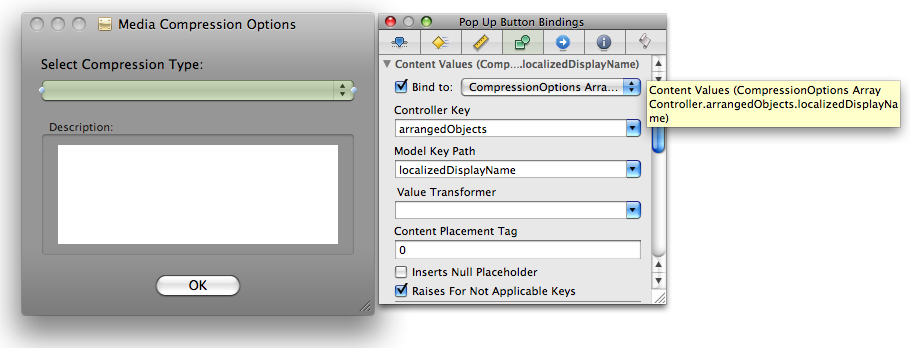 Media Compression Options
Select Compression Type:
Description:
OK
Pop Up Button Bindings
Content Values (Comp....localizedDisplayName)
Bind to: CompressionOptions Arra...
Controller Key
arrangedObjects
Model Key Path
localizedDisplayName
Value Transformer
Content Placement Tag
0
Inserts Null Placeholder
Raises For Not Applicable Keys
Content Values (CompressionOptions Array
Controller.arrangedObjects.localizedDisplayNa
me)